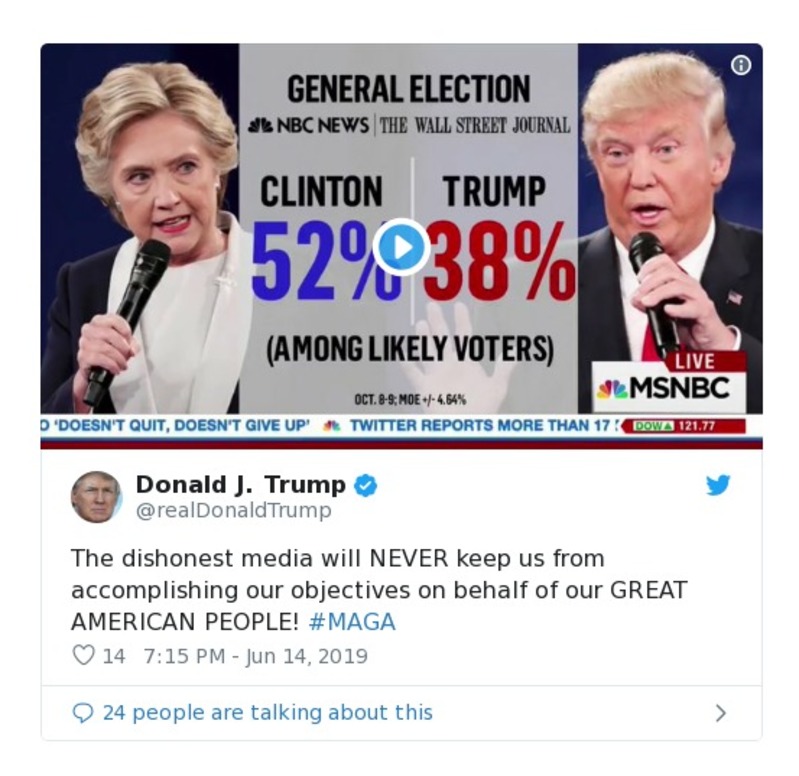 GENERAL ELECTION
NBC NEWS | THE WALL STREET JOURNAL
CLINTON TRUMP
52% 38%
(AMONG LIKELY VOTERS)
OCT. 8-9; MOE +/- 4.64%
LIVE
MSNBC
O 'DOESN'T QUIT, DOESN'T GIVE UP' TWITTER REPORTS MORE THAN 17 DOW ▲ 121.77
Donald J. Trump
@realDonaldTrump
The dishonest media will NEVER keep us from
accomplishing our objectives on behalf of our GREAT
AMERICAN PEOPLE! #MAGA
14 7:15 PM - Jun 14, 2019
24 people are talking about this